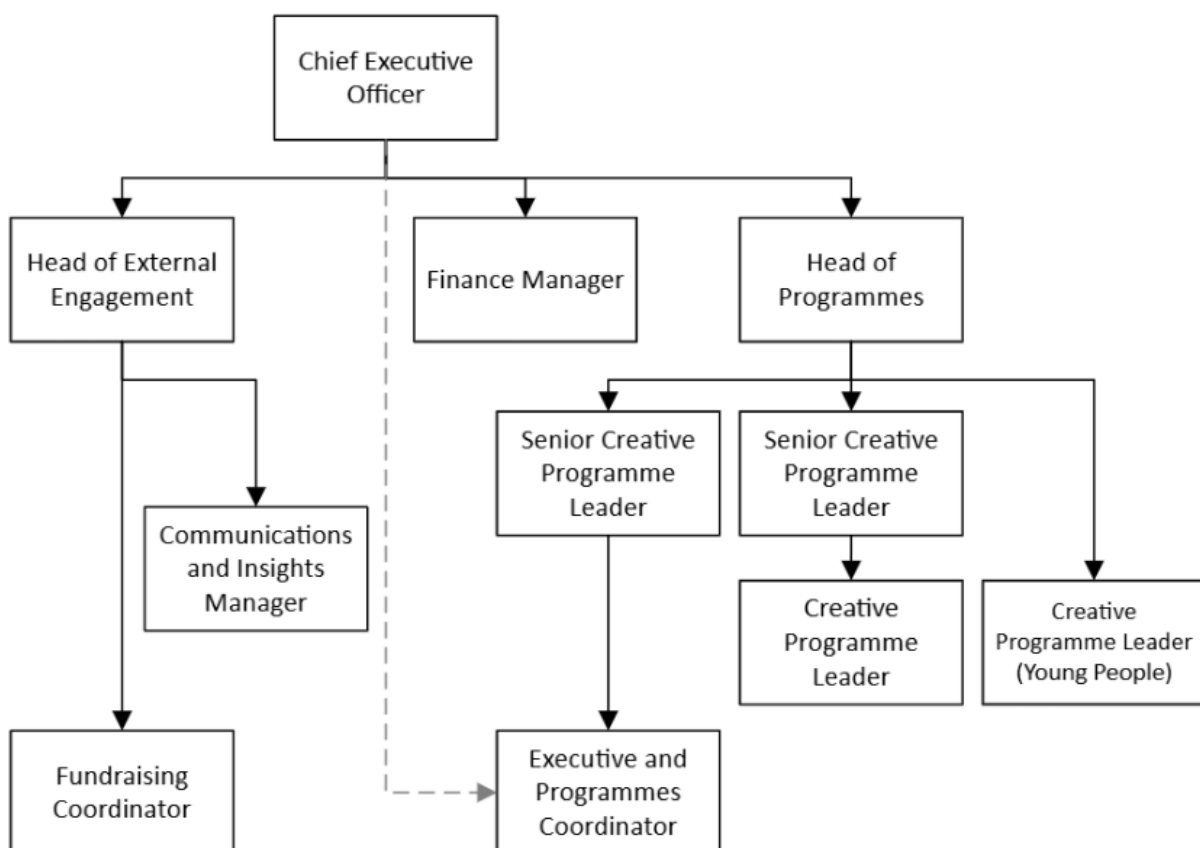 Chief Executive
Officer
Head of External
Engagement
Finance Manager
Head of
Programmes
Senior Creative
Programme
Leader
Senior Creative
Programme
Leader
Communications
and Insights
Manager
Creative
Programme
Leader
Creative
Programme Leader
(Young People)
Fundraising
Coordinator
Executive and
Programmes
Coordinator